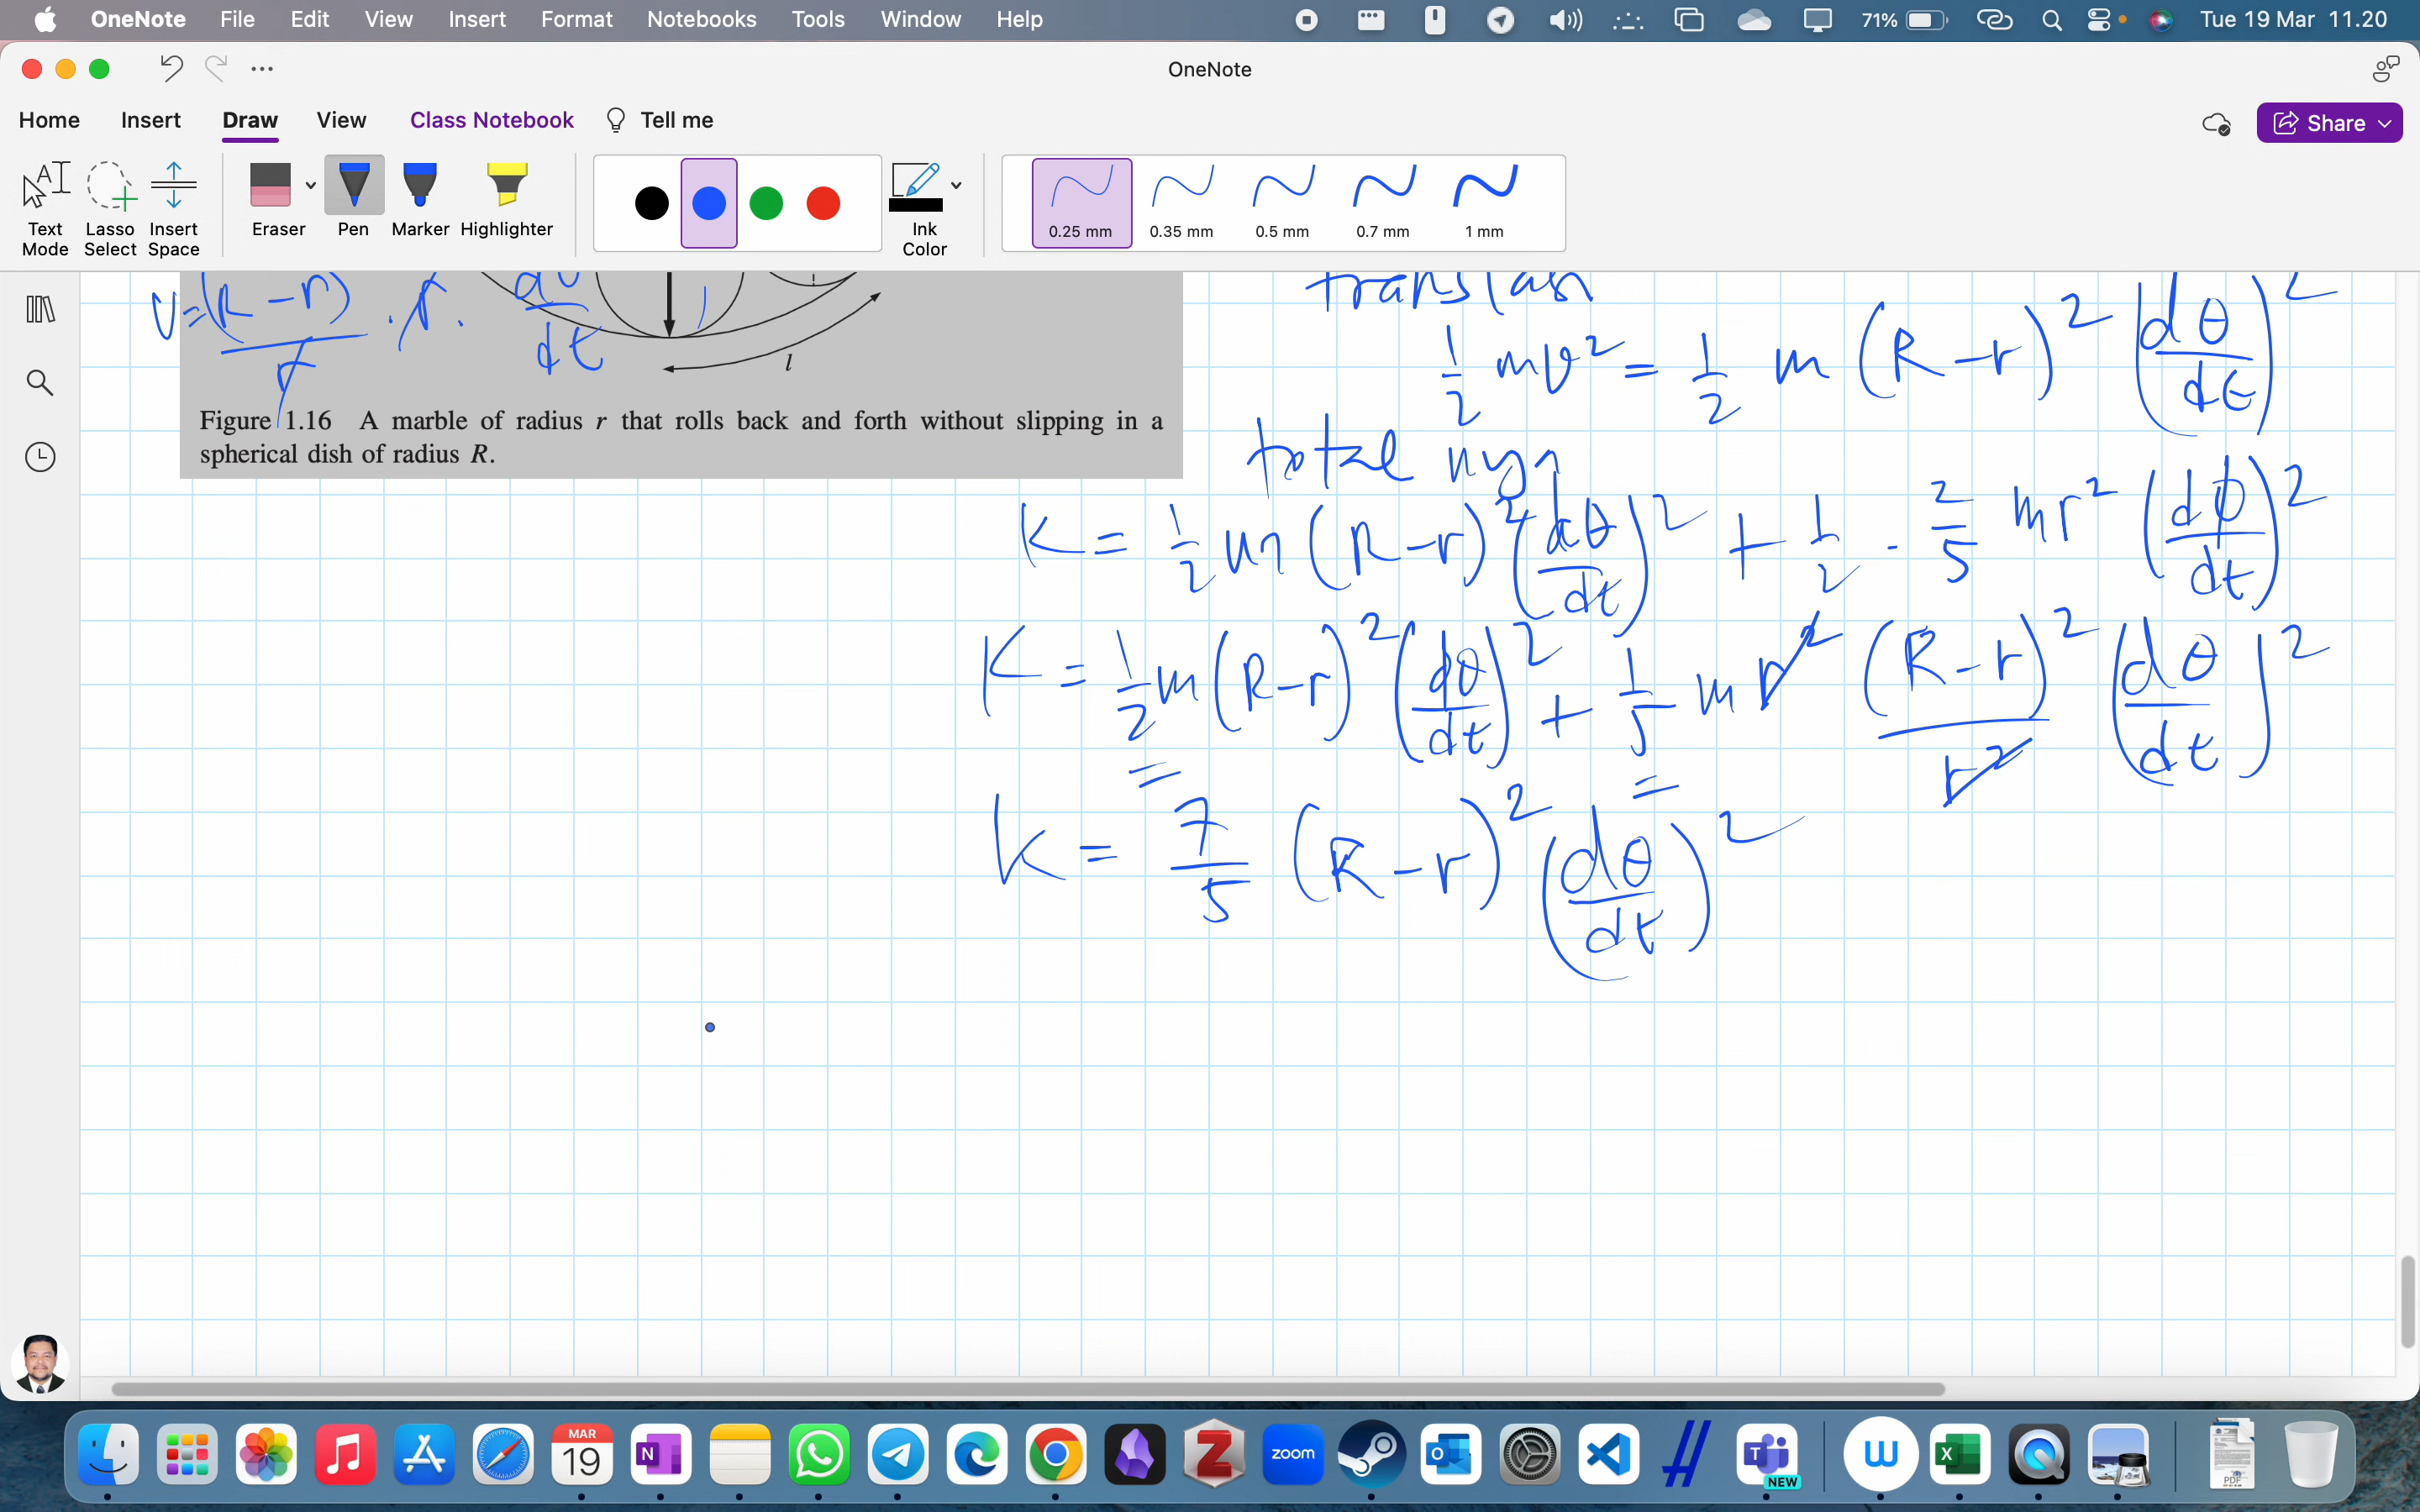 OneNote File Edit View Insert Format Notebooks Tools Window Help 71% Tue 19 Mar 11.20
OneNote
Home Insert Draw View Class Notebook Tell me Share
Text Mode Lasso Select Insert Space Eraser Pen Marker Highlighter Ink Color 0.25 mm 0.35 mm 0.5 mm 0.7 mm 1 mm
v = (R - r) / r . r . dθ/dt
l
Figure 1.16 A marble of radius r that rolls back and forth without slipping in a
spherical dish of radius R.
1/2 mv² = 1/2 m (R - r)² (dθ/dt)²
total
K = 1/2 m (R-r)² (dθ/dt)² + 1/2 . 2/5 mr² (dϕ/dt)²
K = 1/2 m (R-r)² (dθ/dt)² + 1/5 mr² (R-r)²/r² (dθ/dt)²
K = 7/5 (R-r)² (dθ/dt)²
MAR
19
N
Z
zoom
O
T
NEW
W
X
PDF